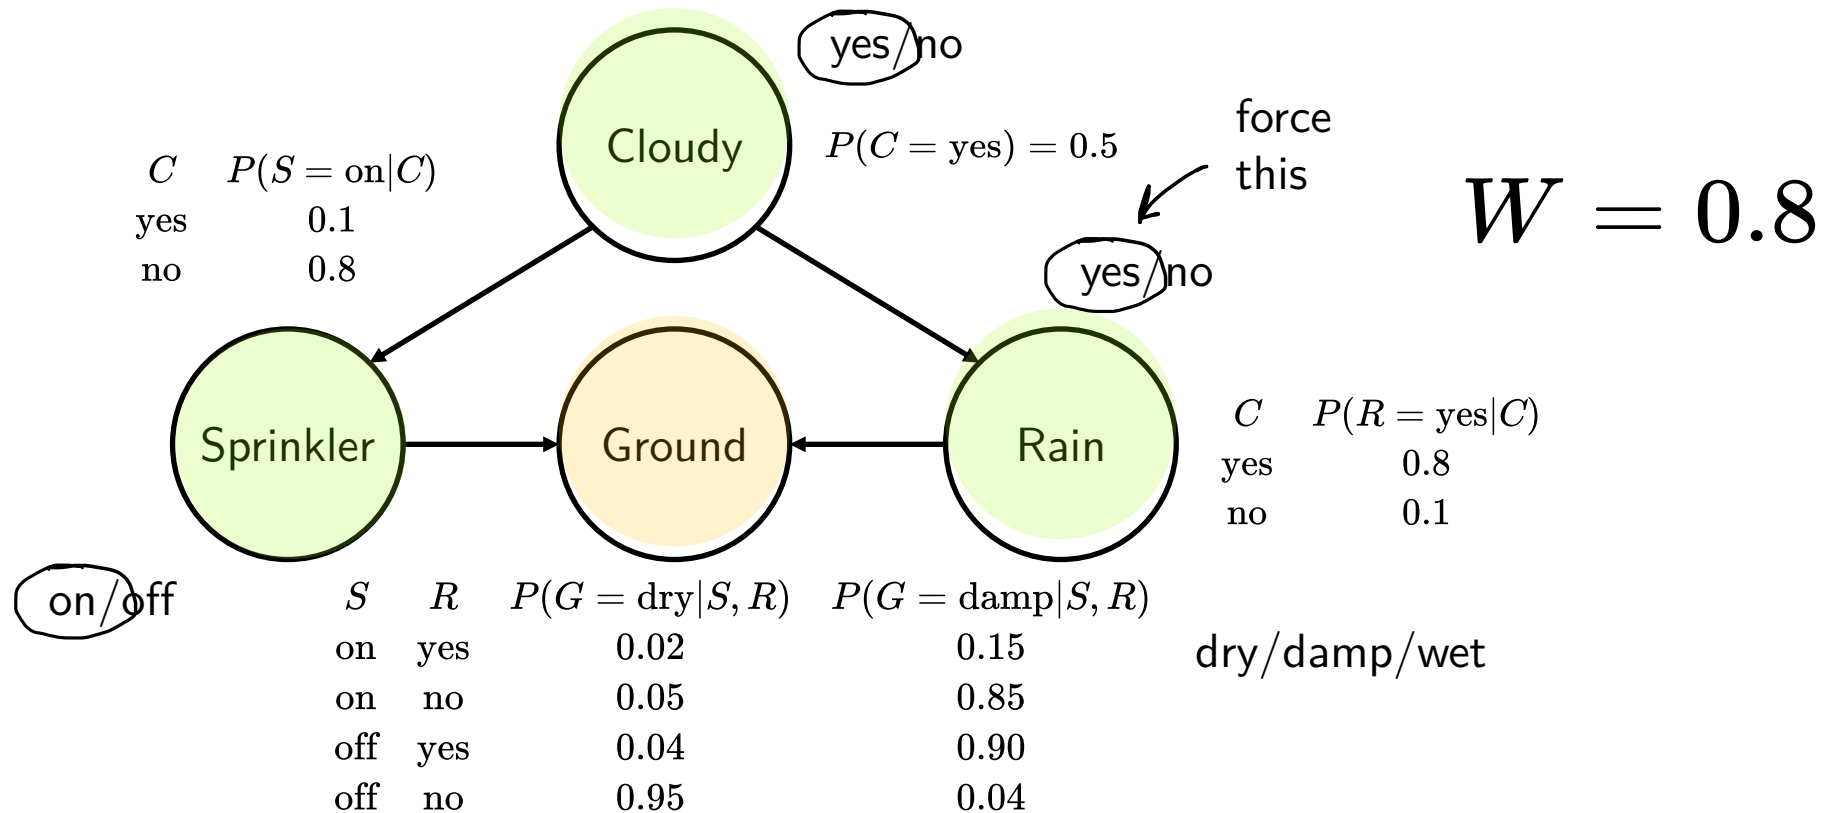 yes/no
Cloudy
P(C = yes) = 0.5
force
this
W = 0.8
C P(S = on|C)
yes 0.1
no 0.8
yes/no
Sprinkler
Ground
Rain
C P(R = yes|C)
yes 0.8
no 0.1
on/off
S R P(G = dry|S, R) P(G = damp|S, R)
on yes 0.02 0.15
on no 0.05 0.85
off yes 0.04 0.90
off no 0.95 0.04
dry/damp/wet